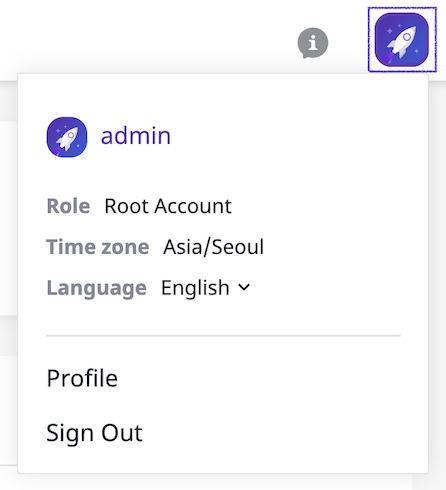 admin
Role Root Account
Time zone Asia/Seoul
Language English
Profile
Sign Out